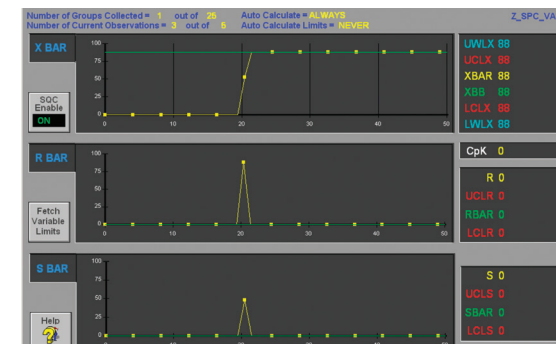 Number of Groups Collected = 1 out of 25 Auto Calculate = ALWAYS Z_SPC_VA
Number of Current Observations = 3 out of 5 Auto Calculate Limits = NEVER
X BAR
100
75
50
25
0
0 10 20 30 40 50
SQC
Enable
ON
UWLX 88
UCLX 88
XBAR 88
XBB 88
LCLX 88
LWLX 88
R BAR
100
75
50
25
0
0 10 20 30 40 50
Fetch
Variable
Limits
CpK 0
R 0
UCLR 0
RBAR 0
LCLR 0
S BAR
100
75
50
25
0
0 10 20 30 40 50
Help
S 0
UCLS 0
SBAR 0
LCLS 0